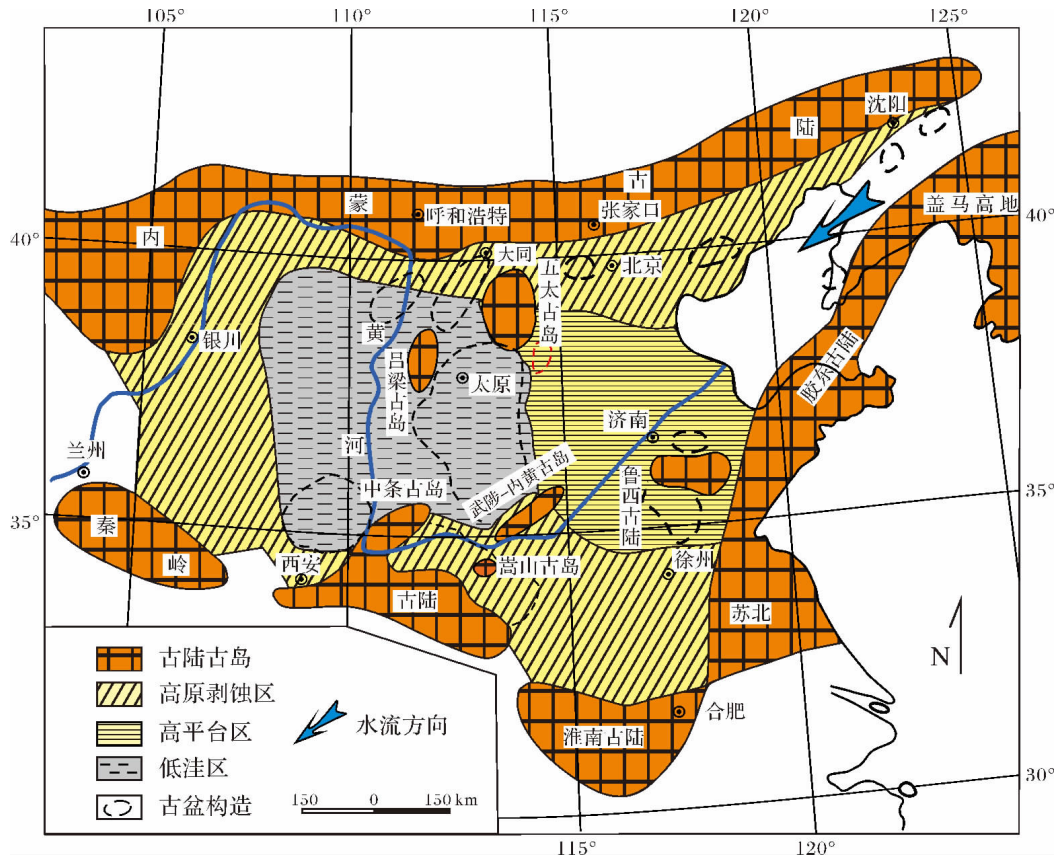 105°
110°
115°
120°
125°
沈阳
陆
古
盖马高地
蒙
呼和浩特
张家口
40°
内
大同
北京
40°
五太古岛
银川
黄
吕梁古岛
太原
胶东古陆
济南
兰州
河
中条古岛
武陟-内黄古岛
鲁西古陆
35°
35°
秦
岭
西安
嵩山古岛
徐州
古陆
苏北
N
古陆古岛
高原剥蚀区
高平台区
低洼区
古盆构造
水流方向
合肥
淮南古陆
150 0 150 km
30°
115°
120°